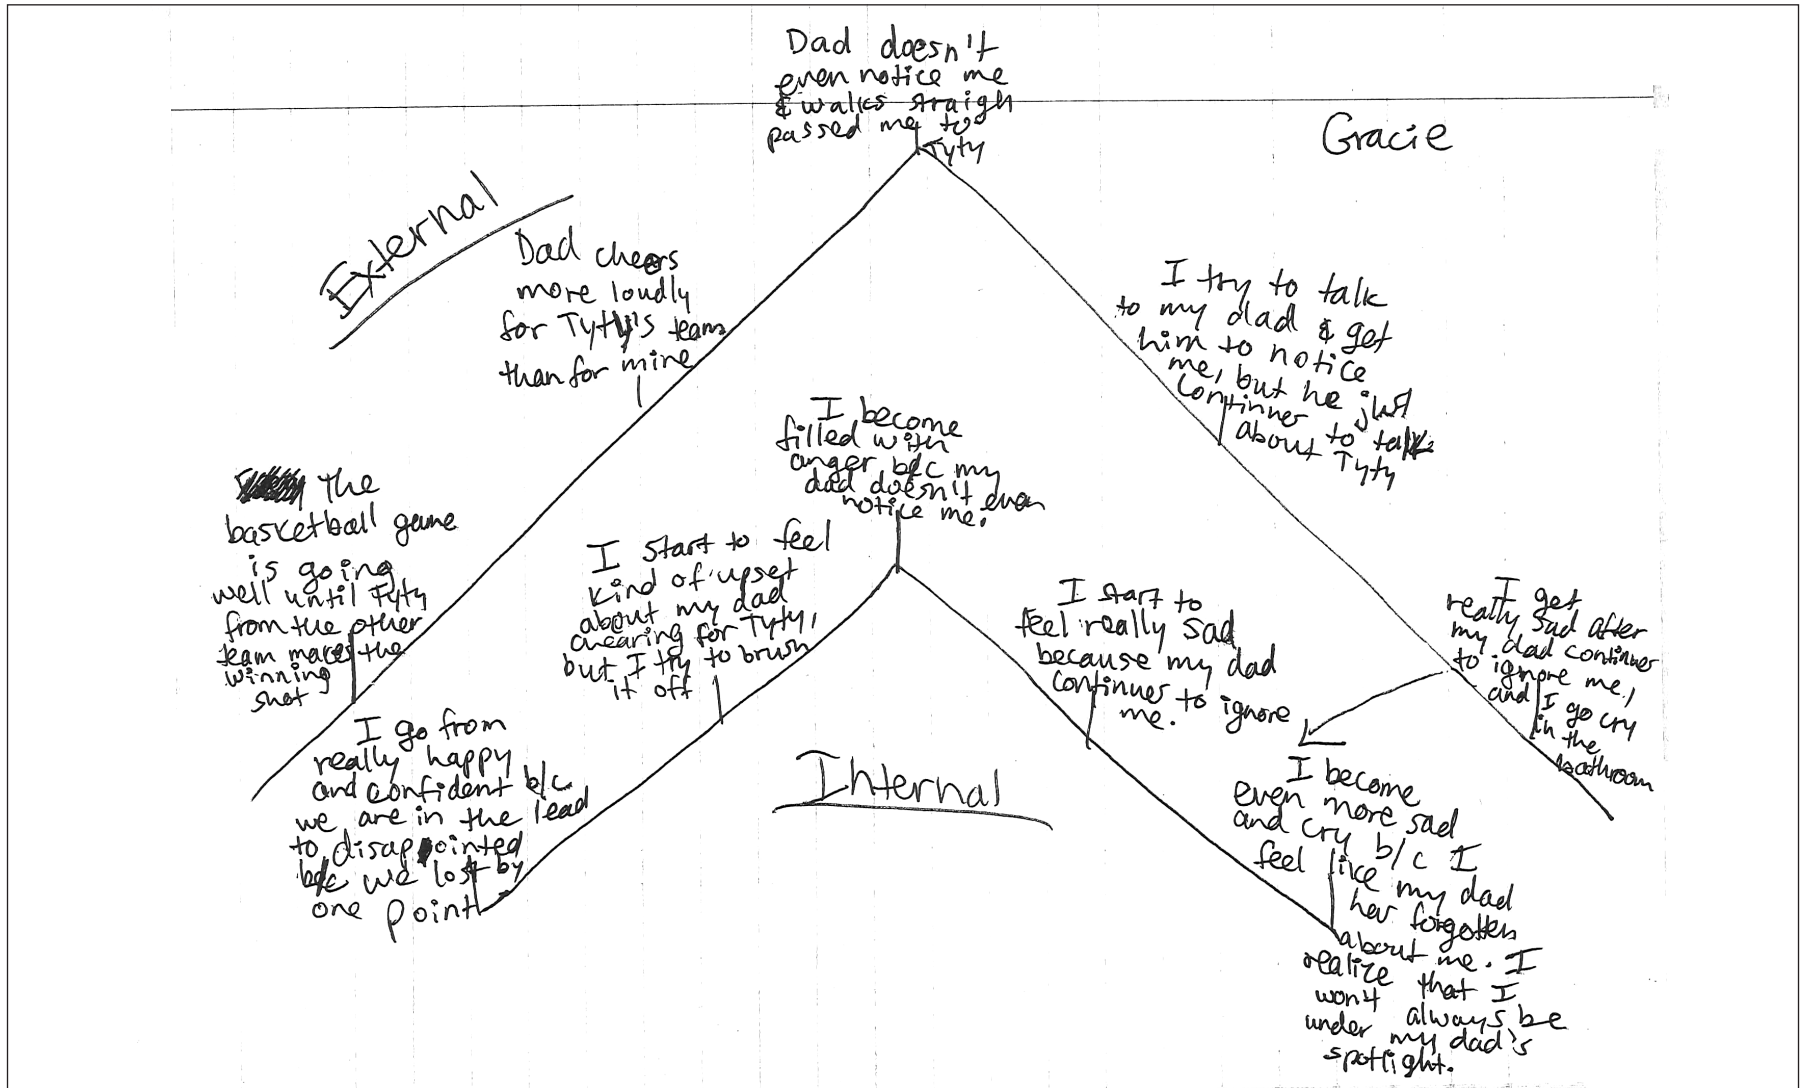 Dad doesn't
even notice me
& walks straigh
passed me to
Tyty
Gracie
External
Dad cheers
more loudly
for Tyty's team
than for mine
I try to talk
to my dad & get
him to notice
me, but he just
continues
about to talk
Tyty
the
basketball game
is going
well until Tyty
from the other
team makes the
winning
shot
I become
filled with
anger b/c my
dad doesn't even
notice me.
I start to feel
kind of upset
about my dad
chearing for Tyty,
but I try to brush
it off
I start to
feel really sad
because my dad
continues to ignore
me.
I get
really sad after
my dad continues
to ignore me,
and I go cry
in the
bathroom
I go from
really happy
and confident b/c
we are in the lead
to disappointed
b/c we lost by
one point
Internal
I become
even more sad
and cry b/c I
feel like my dad
has forgotten
about me. I
realize that I
won't always be
under my dad's
spotlight.